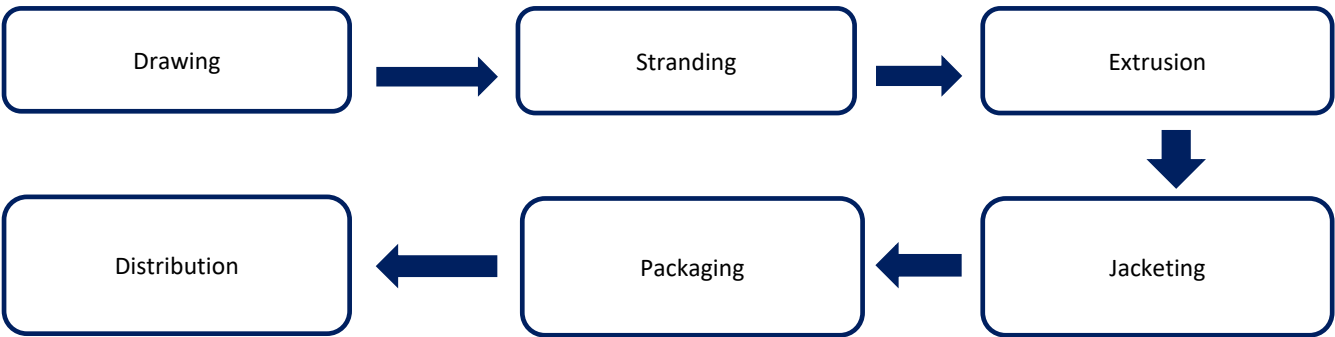 Drawing
Stranding
Extrusion
Jacketing
Packaging
Distribution